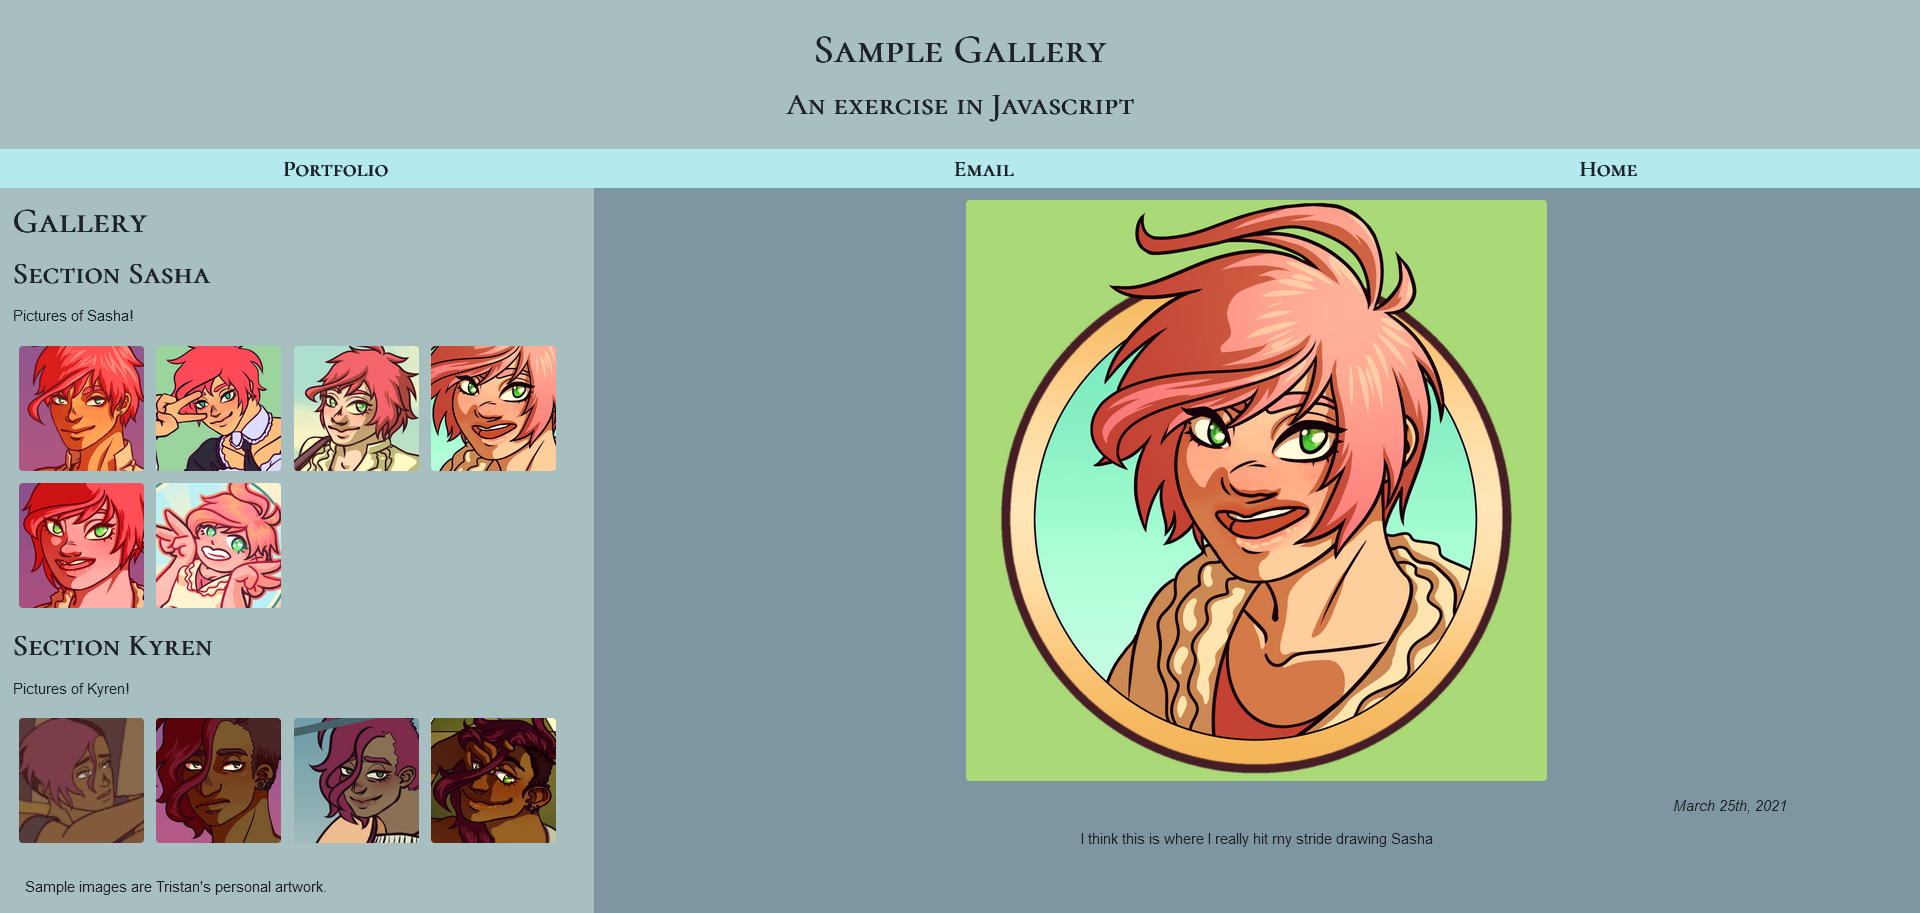 Sample Gallery
An exercise in Javascript
Portfolio
Email
Home
Gallery
Section Sasha
Pictures of Sasha!
Section Kyren
Pictures of Kyren!
Sample images are Tristan's personal artwork.
March 25th, 2021
I think this is where I really hit my stride drawing Sasha